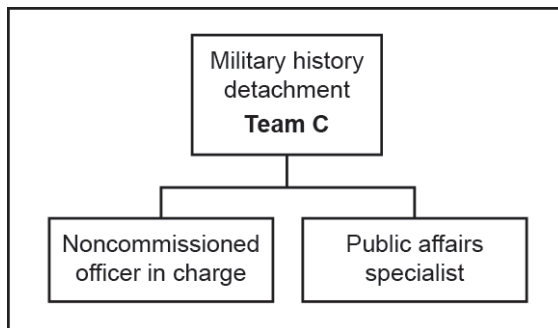 Military history
detachment
Team C
Noncommissioned
officer in charge
Public affairs
specialist